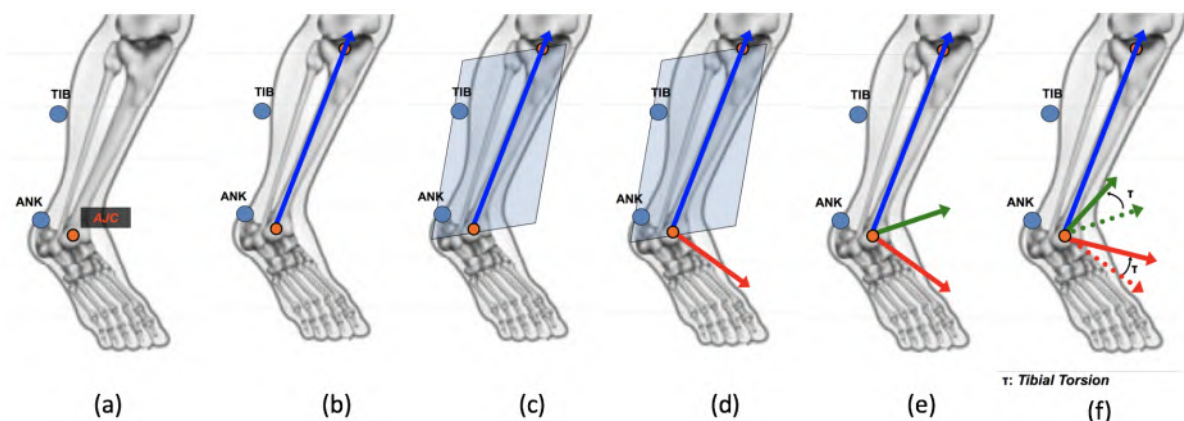 TIB
ANK
AJC
(a)
TIB
ANK
(b)
TIB
ANK
(c)
TIB
ANK
(d)
TIB
ANK
(e)
TIB
ANK
τ
τ
τ: Tibial Torsion
(f)